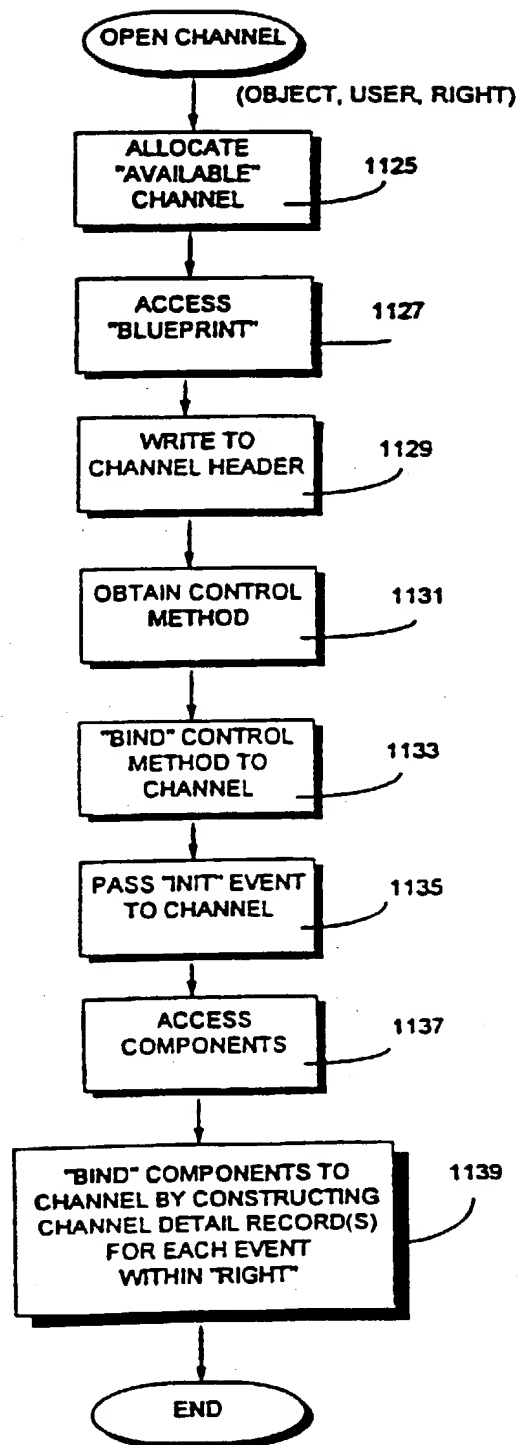 OPEN CHANNEL
(OBJECT, USER, RIGHT)
ALLOCATE
"AVAILABLE"
CHANNEL
1125
ACCESS
"BLUEPRINT"
1127
WRITE TO
CHANNEL HEADER
1129
OBTAIN CONTROL
METHOD
1131
"BIND" CONTROL
METHOD TO
CHANNEL
1133
PASS "INIT" EVENT
TO CHANNEL
1135
ACCESS
COMPONENTS
1137
"BIND" COMPONENTS TO
CHANNEL BY CONSTRUCTING
CHANNEL DETAIL RECORD(S)
FOR EACH EVENT
WITHIN "RIGHT"
1139
END